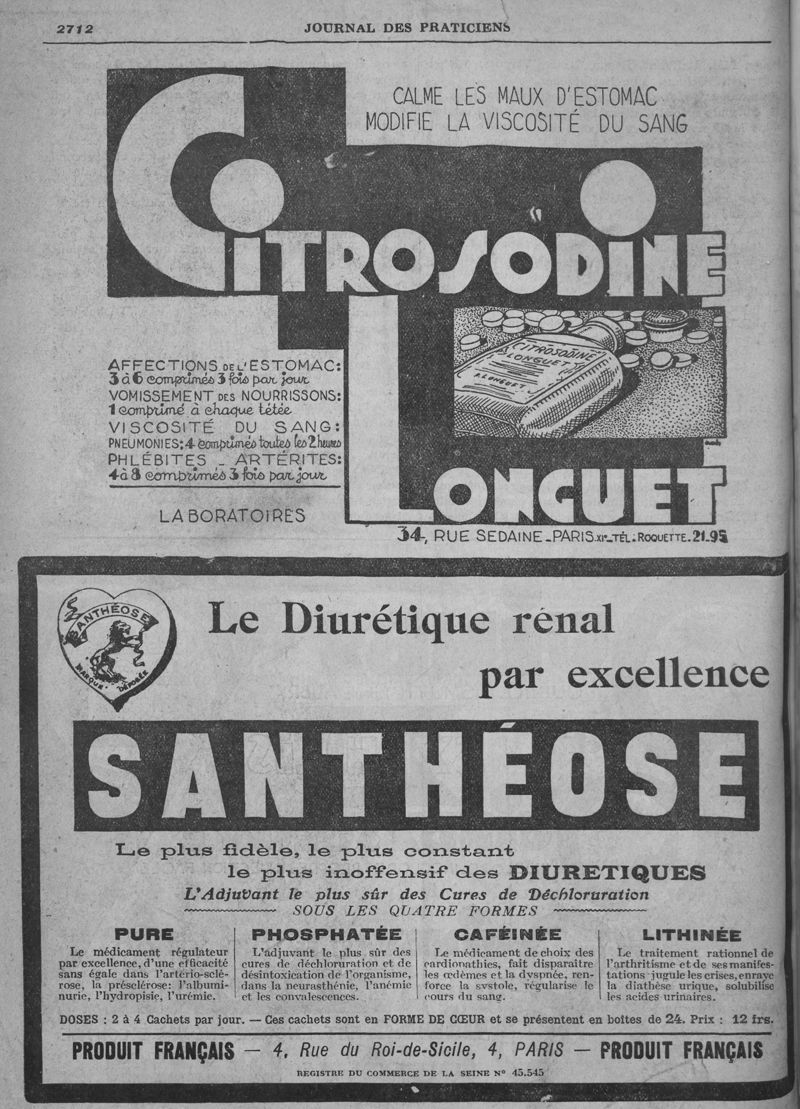 2712
JOURNAL DES PRATICIENS
CALME LES MAUX D'ESTOMAC
MODIFIE LA VISCOSITÉ DU SANG
CITROSODINE
LONGUET
CITROSODINE
LONGUET
AFFECTIONS DE L'ESTOMAC:
3 à 6 comprimés 3 fois par jour
VOMISSEMENT DES NOURRISSONS:
1 comprimé à chaque tétée
VISCOSITÉ DU SANG:
PNEUMONIES: 4 comprimés toutes les 2 heures
PHLÉBITES - ARTÉRITES:
4 à 8 comprimés 3 fois par jour
LABORATOIRES
34, RUE SEDAINE - PARIS. XIe - TÉL: ROQUETTE. 21-95
SANTHÉOSE
MARQUE DÉPOSÉE
Le Diurétique rénal
par excellence
SANTHÉOSE
Le plus fidèle, le plus constant
le plus inoffensif des DIURETIQUES
L'Adjuvant le plus sûr des Cures de Déchloruration
SOUS LES QUATRE FORMES
PURE
Le médicament régulateur
par excellence, d'une efficacité
sans égale dans l'artério-sclé-
rose, la présclérose: l'albumi-
nurie, l'hydropisie, l'urémie.
PHOSPHATÉE
L'adjuvant le plus sûr des
cures de déchloruration et de
désintoxication de l'organisme,
dans la neurasthénie, l'anémie
et les convalescences.
CAFÉINÉE
Le médicament de choix des
cardiopathies, fait disparaître
les œdèmes et la dyspnée, ren-
force la systole, régularise le
cours du sang.
LITHINÉE
Le traitement rationnel de
l'arthritisme et de ses manifes-
tations; jugule les crises, enraye
la diathèse urique, solubilise
les acides urinaires.
DOSES : 2 à 4 Cachets par jour. — Ces cachets sont en FORME DE CŒUR et se présentent en boîtes de 24. Prix : 12 frs.
PRODUIT FRANÇAIS — 4, Rue du Roi-de-Sicile, 4, PARIS — PRODUIT FRANÇAIS
REGISTRE DU COMMERCE DE LA SEINE N° 45.545